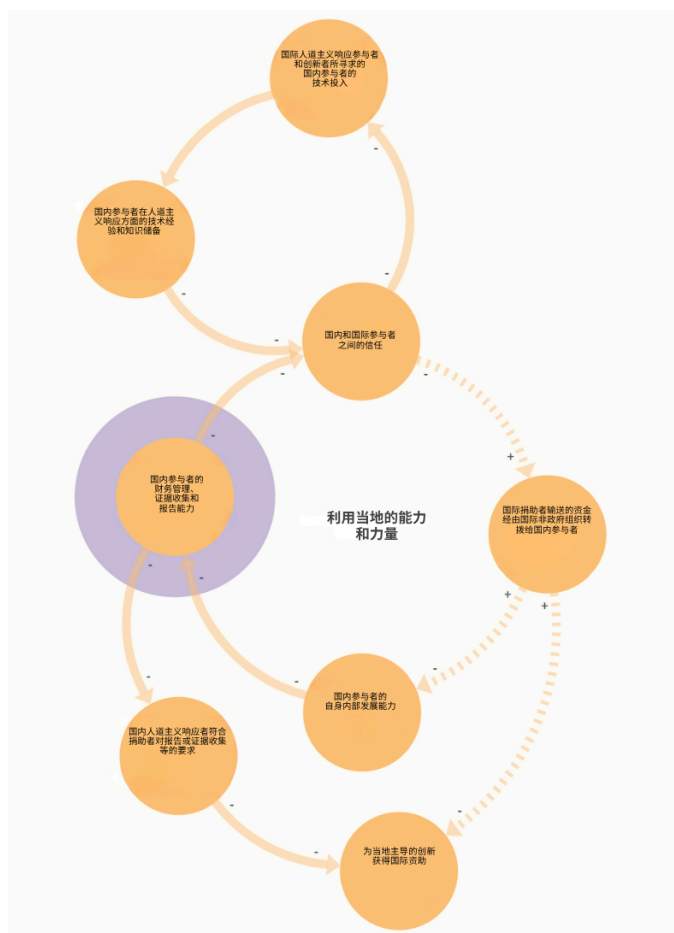 国际人道主义响应参与者
和创新者所寻求的
国内参与者的
技术投入
-
国内参与者在人道主
义响应方面的技术经
验和知识储备
-
-
-
国内和国际参与者
之间的信任
-
-
-
+
-
国内参与者的
财务管理、
证据收集和
报告能力
利用当地的能力
和力量
国际捐助者输送的资金
经由国际非政府组织转
拨给国内参与者
-
-
+
+
-
-
-
国内参与者的
自身内部发展能力
国内人道主义响应者符合
捐助者对报告或证据收集
等的要求
-
-
-
为当地主导的创新
获得国际资助